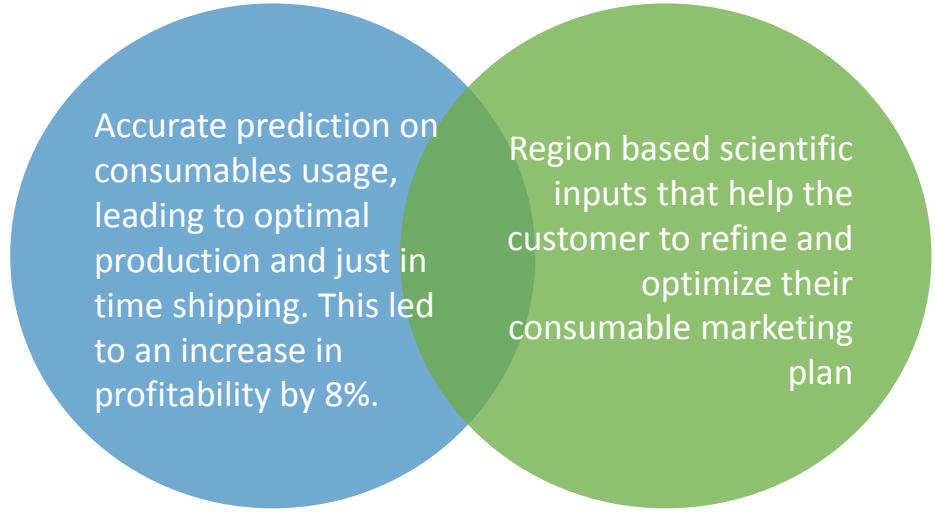 Accurate prediction on
consumables usage,
leading to optimal
production and just in
time shipping. This led
to an increase in
profitability by 8%.
Region based scientific
inputs that help the
customer to refine and
optimize their
consumable marketing
plan